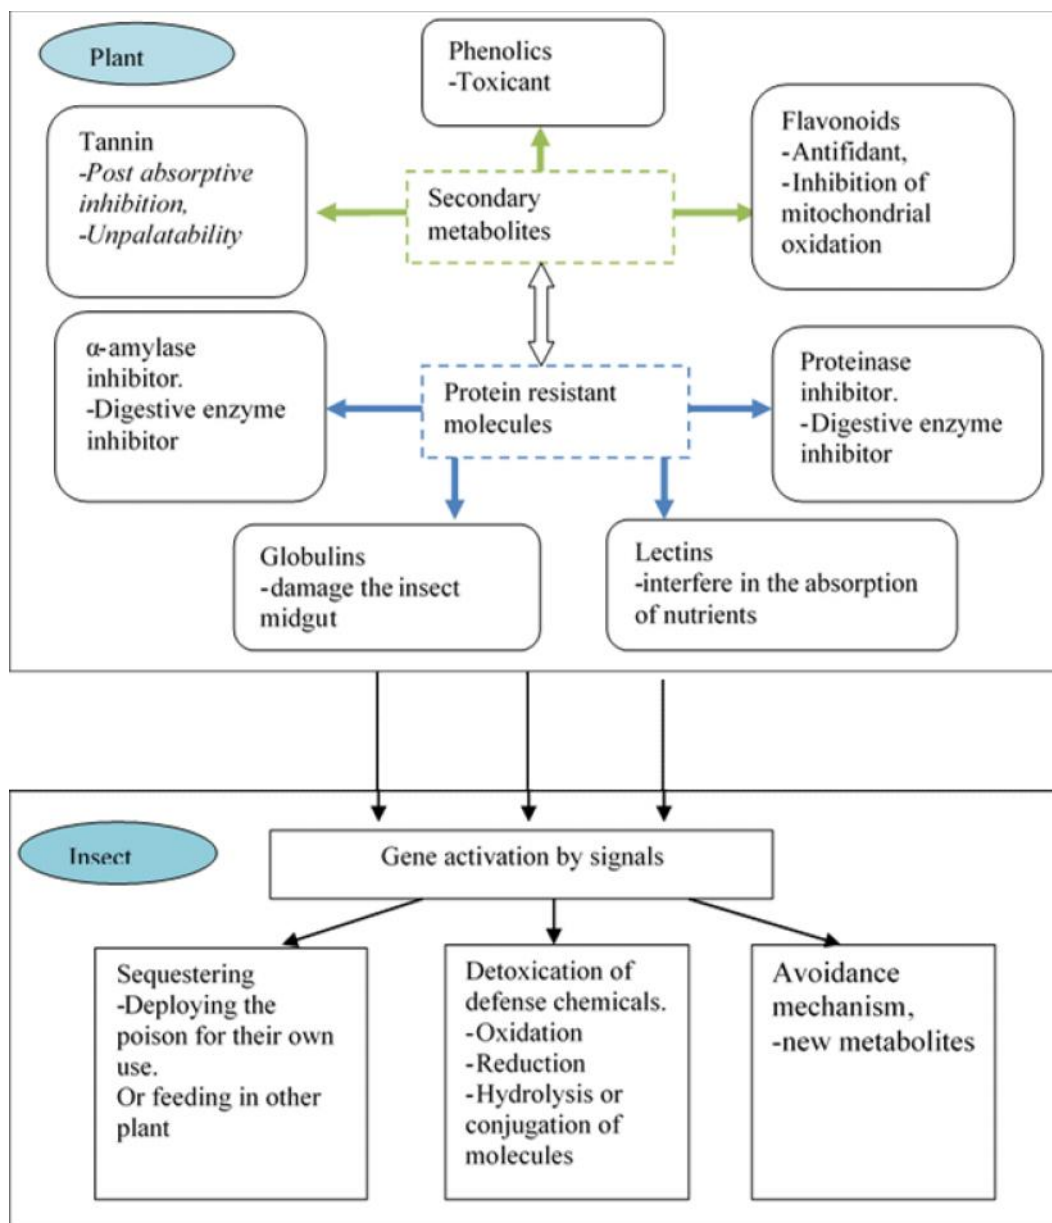 Plant
Phenolics
-Toxicant
Tannin
-Post absorptive
inhibition,
-Unpalatability
Secondary
metabolites
Flavonoids
-Antifidant,
-Inhibition of
mitochondrial
oxidation
α-amylase
inhibitor.
-Digestive enzyme
inhibitor
Protein resistant
molecules
Proteinase
inhibitor.
-Digestive enzyme
inhibitor
Globulins
-damage the insect
midgut
Lectins
-interfere in the absorption
of nutrients
Insect
Gene activation by signals
Sequestering
-Deploying the
poison for their own
use.
Or feeding in other
plant
Detoxication of
defense chemicals.
-Oxidation
-Reduction
-Hydrolysis or
conjugation of
molecules
Avoidance
mechanism,
-new metabolites